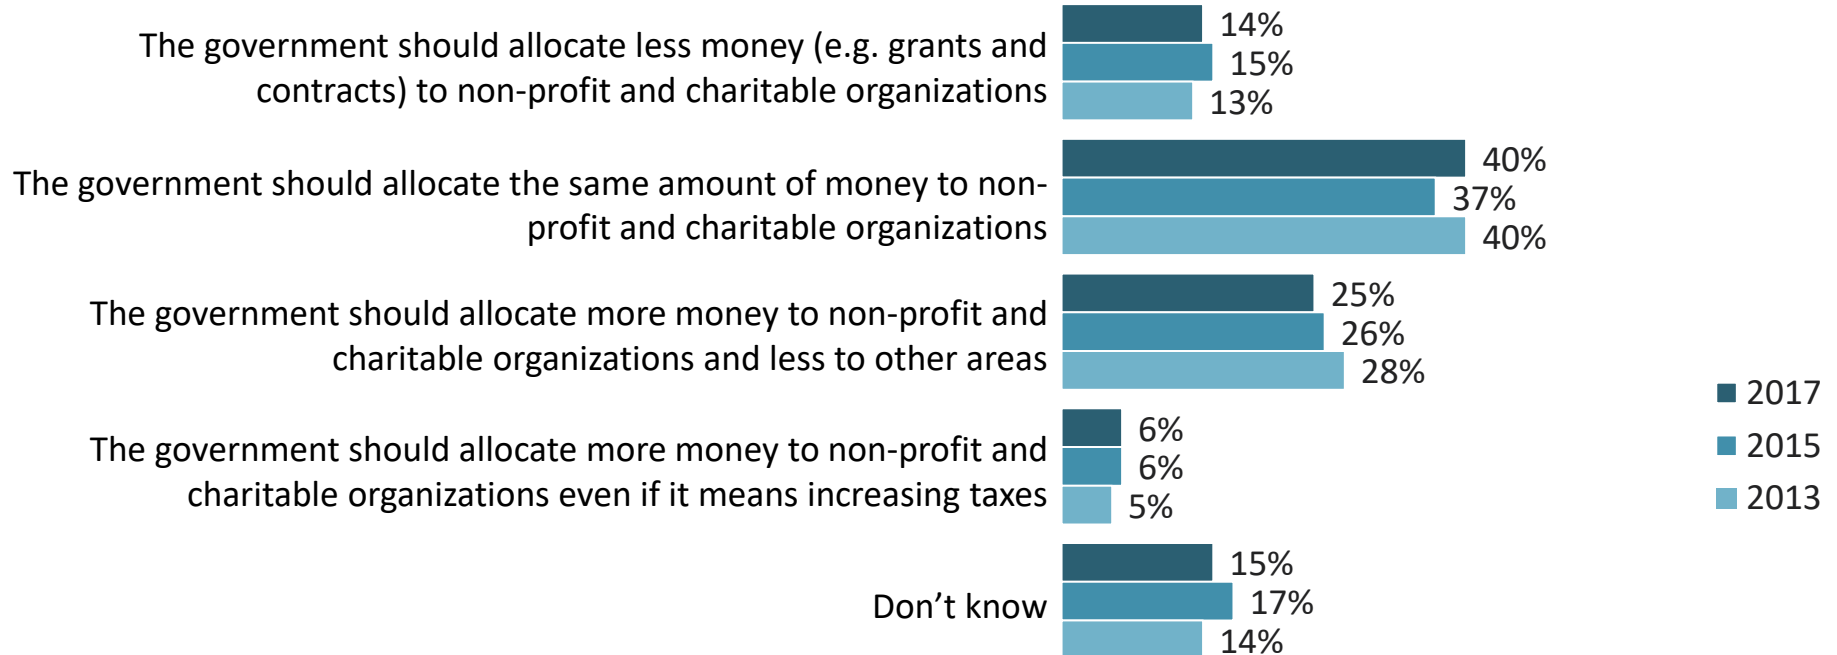 The government should allocate less money (e.g. grants and
contracts) to non-profit and charitable organizations
14%
15%
13%
The government should allocate the same amount of money to non-
profit and charitable organizations
40%
37%
40%
The government should allocate more money to non-profit and
charitable organizations and less to other areas
25%
26%
28%
The government should allocate more money to non-profit and
charitable organizations even if it means increasing taxes
6%
6%
5%
Don’t know
15%
17%
14%
2017
2015
2013